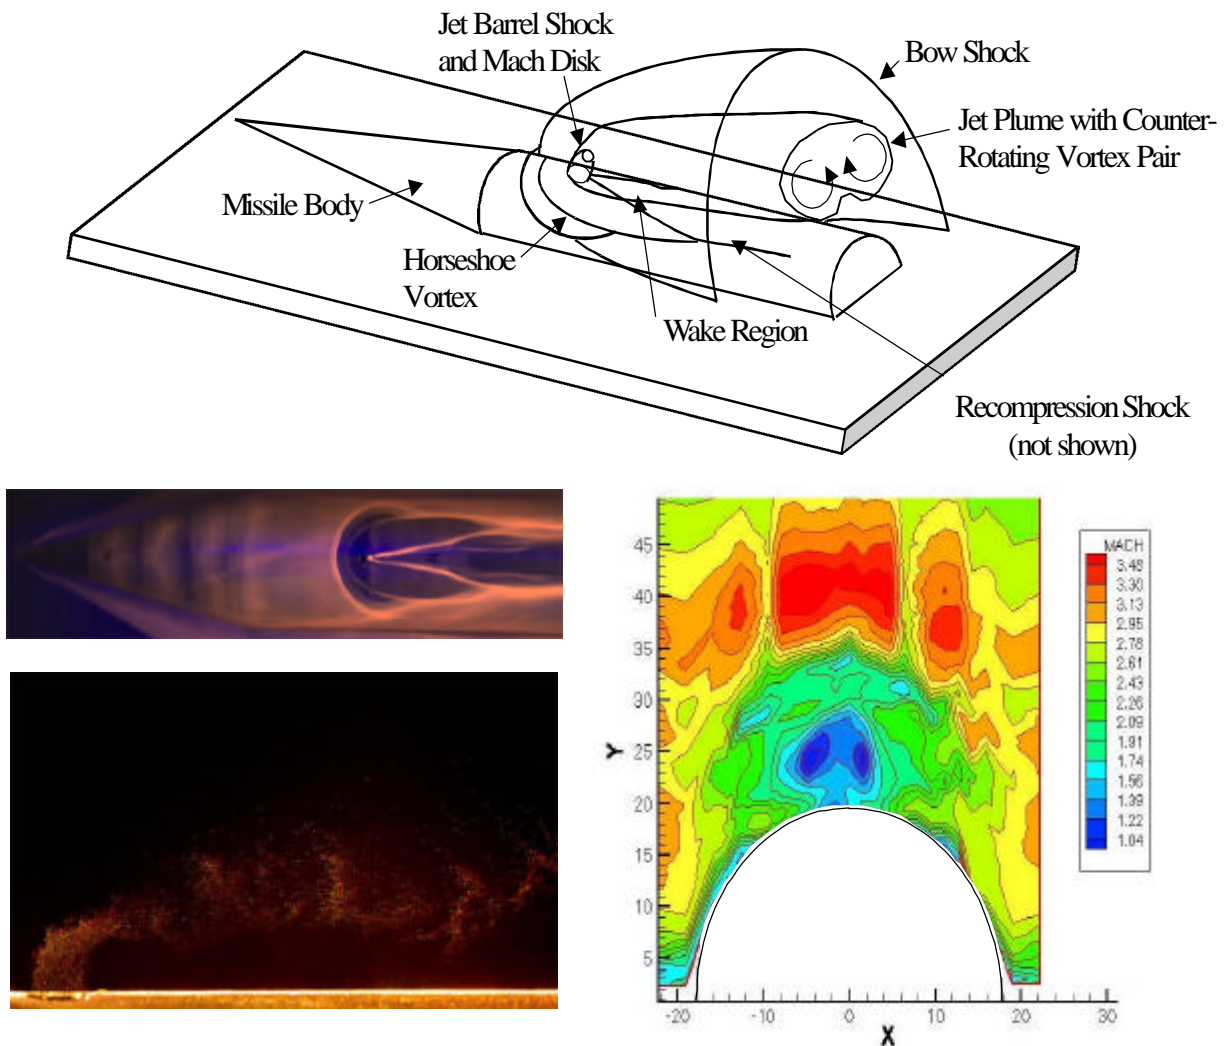 Jet Barrel Shock
and Mach Disk
Bow Shock
Jet Plume with Counter-
Rotating Vortex Pair
Missile Body
Horseshoe
Vortex
Wake Region
Recompression Shock
(not shown)
MACH
3.48
3.30
3.13
2.95
2.78
2.61
2.43
2.26
2.09
1.91
1.74
1.56
1.39
1.22
1.04
45
40
35
30
25
20
15
10
5
Y
-20 -10 0 10 20 30
X